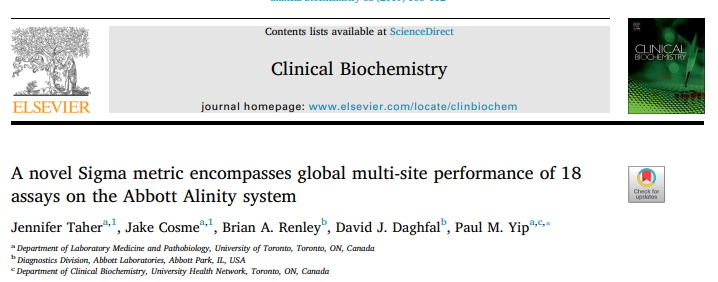 Contents lists available at ScienceDirect
Clinical Biochemistry
journal homepage: www.elsevier.com/locate/clinbiochem
ELSEVIER
CLINICAL
BIOCHEMISTRY
A novel Sigma metric encompasses global multi-site performance of 18
assays on the Abbott Alinity system
Check for
updates
Jennifer Taher^a,1, Jake Cosme^a,1, Brian A. Renley^b, David J. Daghfal^b, Paul M. Yip^a,c,*
^a Department of Laboratory Medicine and Pathobiology, University of Toronto, Toronto, ON, Canada
^b Diagnostics Division, Abbott Laboratories, Abbott Park, IL, USA
^c Department of Clinical Biochemistry, University Health Network, Toronto, ON, Canada